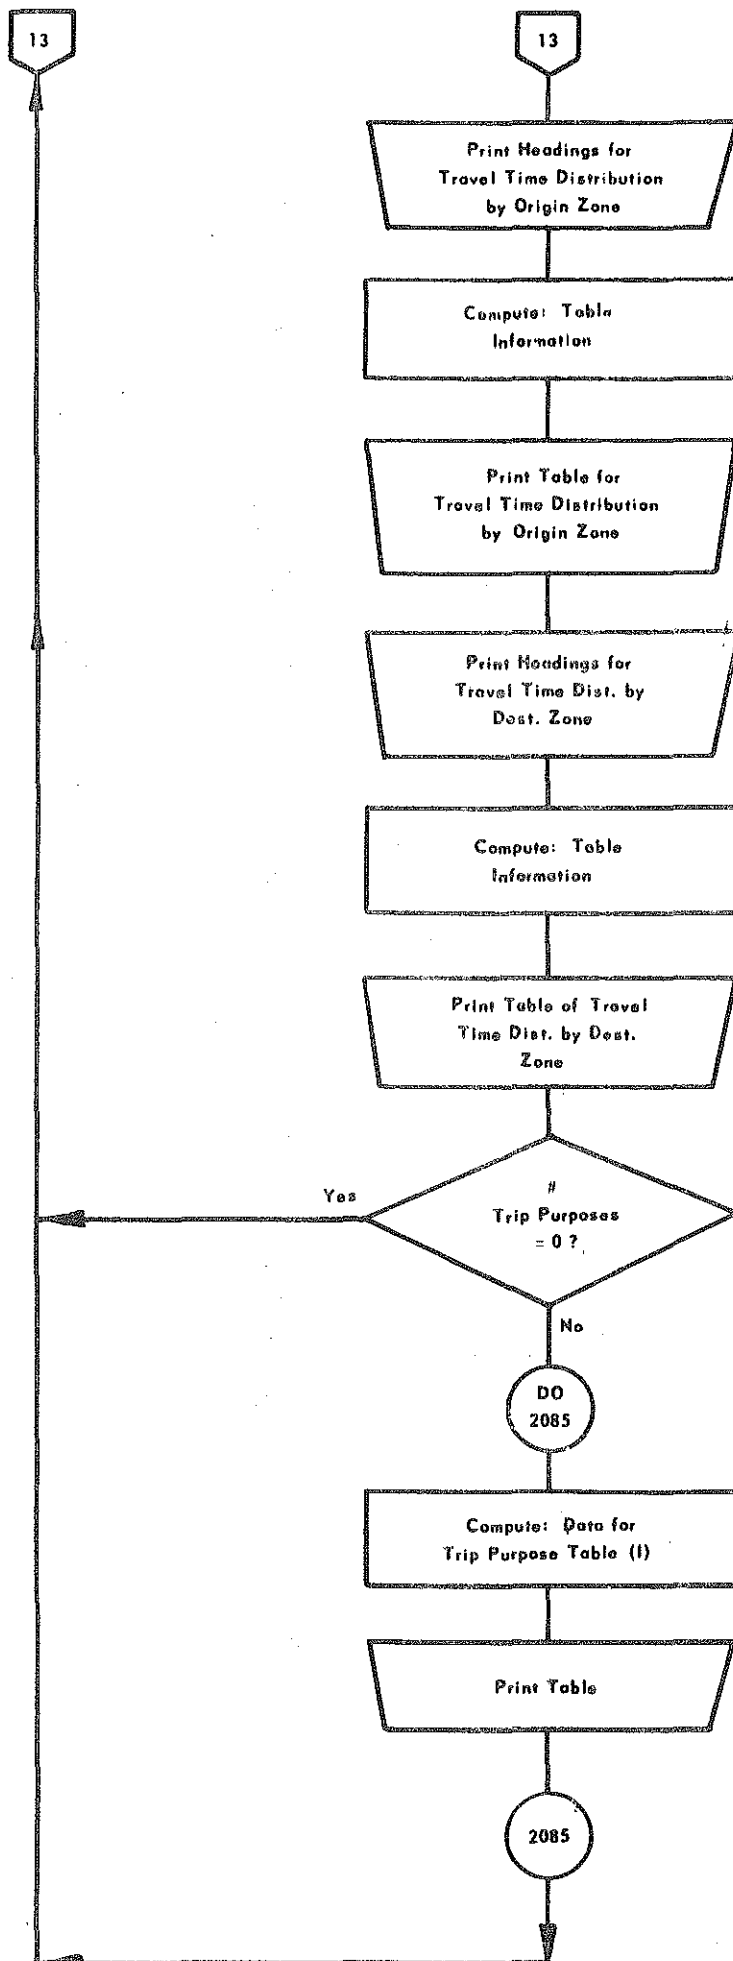 13
13
Print Headings for
Travel Time Distribution
by Origin Zone
Compute: Table
Information
Print Table for
Travel Time Distribution
by Origin Zone
Print Headings for
Travel Time Dist. by
Dest. Zone
Compute: Table
Information
Print Table of Travel
Time Dist. by Dest.
Zone
#
Trip Purposes
= 0 ?
Yes
No
DO
2085
Compute: Data for
Trip Purpose Table (I)
Print Table
2085